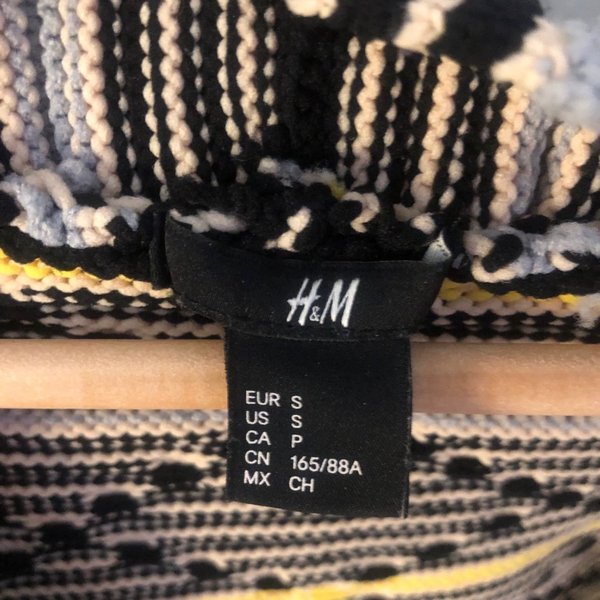 H&M
EUR S
US S
CA P
CN 165/88A
MX CH